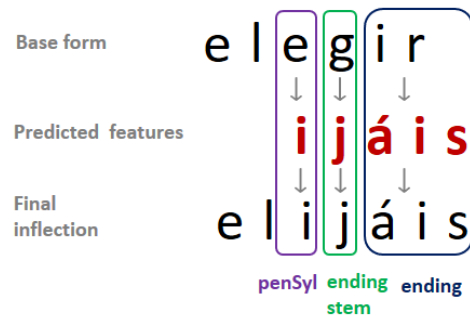 Base form e l e g i r
↓ ↓ ↓
Predicted features i j á i s
↓ ↓ ↓
Final
inflection e l i j á i s
penSyl ending
stem ending